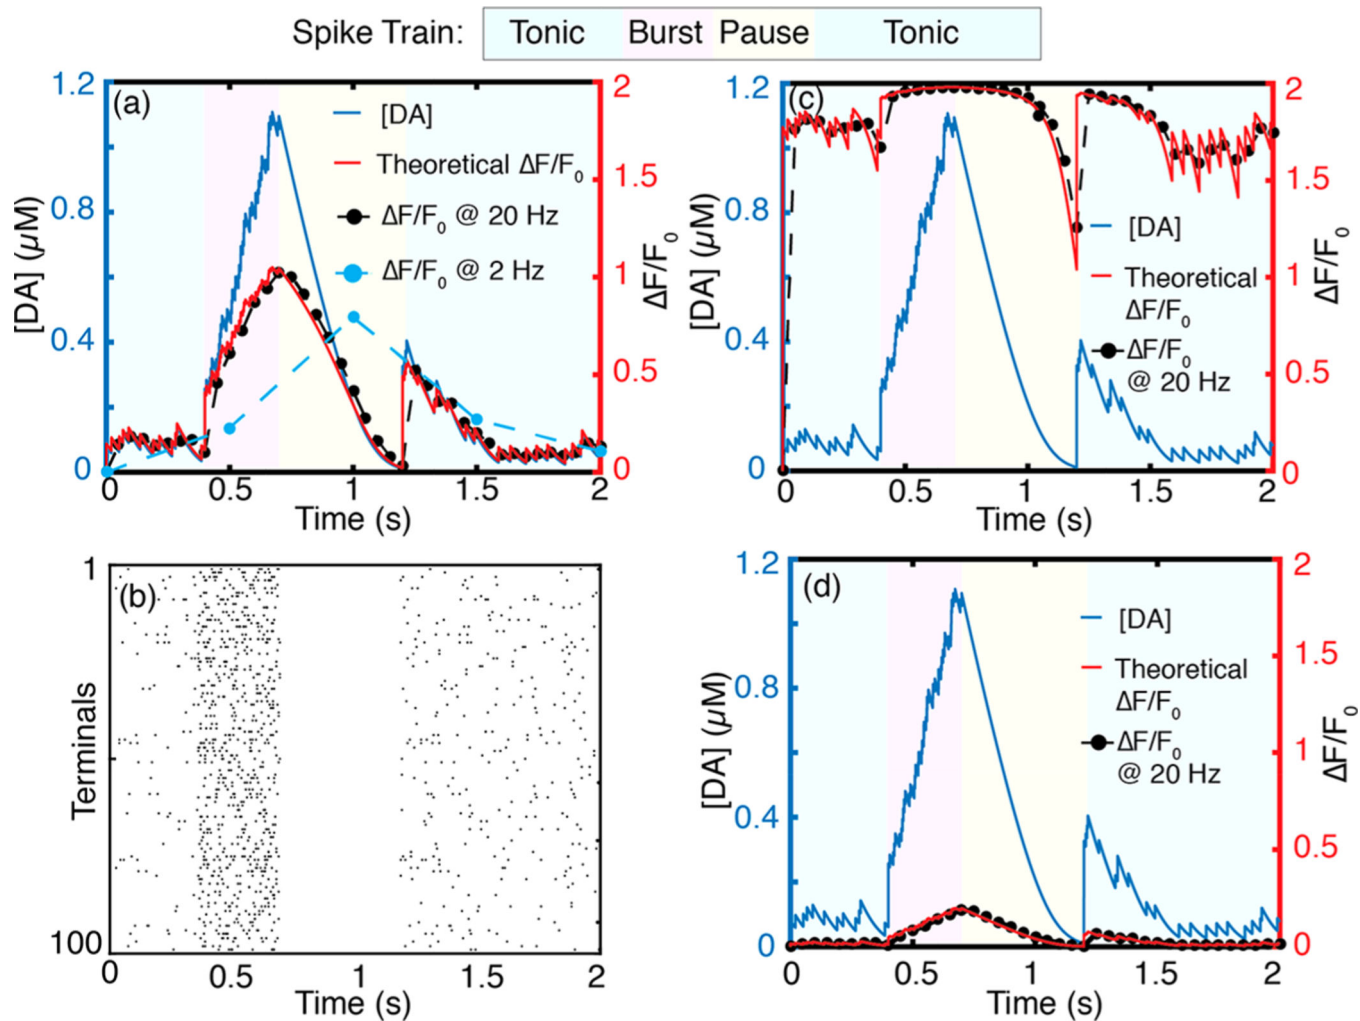 Spike Train: Tonic Burst Pause Tonic
(a)
[DA] (µM)
1.2
0.8
0.4
0
[DA]
Theoretical ΔF/F0
ΔF/F0 @ 20 Hz
ΔF/F0 @ 2 Hz
2
1.5
1
0.5
0
ΔF/F0
0 0.5 1 1.5 2
Time (s)
(c)
[DA] (µM)
1.2
0.8
0.4
0
[DA]
Theoretical
ΔF/F0
ΔF/F0
@ 20 Hz
2
1.5
1
0.5
0
ΔF/F0
0 0.5 1 1.5 2
Time (s)
(b)
Terminals
1
100
0 0.5 1 1.5 2
Time (s)
(d)
[DA] (µM)
1.2
0.8
0.4
0
[DA]
Theoretical
ΔF/F0
ΔF/F0
@ 20 Hz
2
1.5
1
0.5
0
ΔF/F0
0 0.5 1 1.5 2
Time (s)